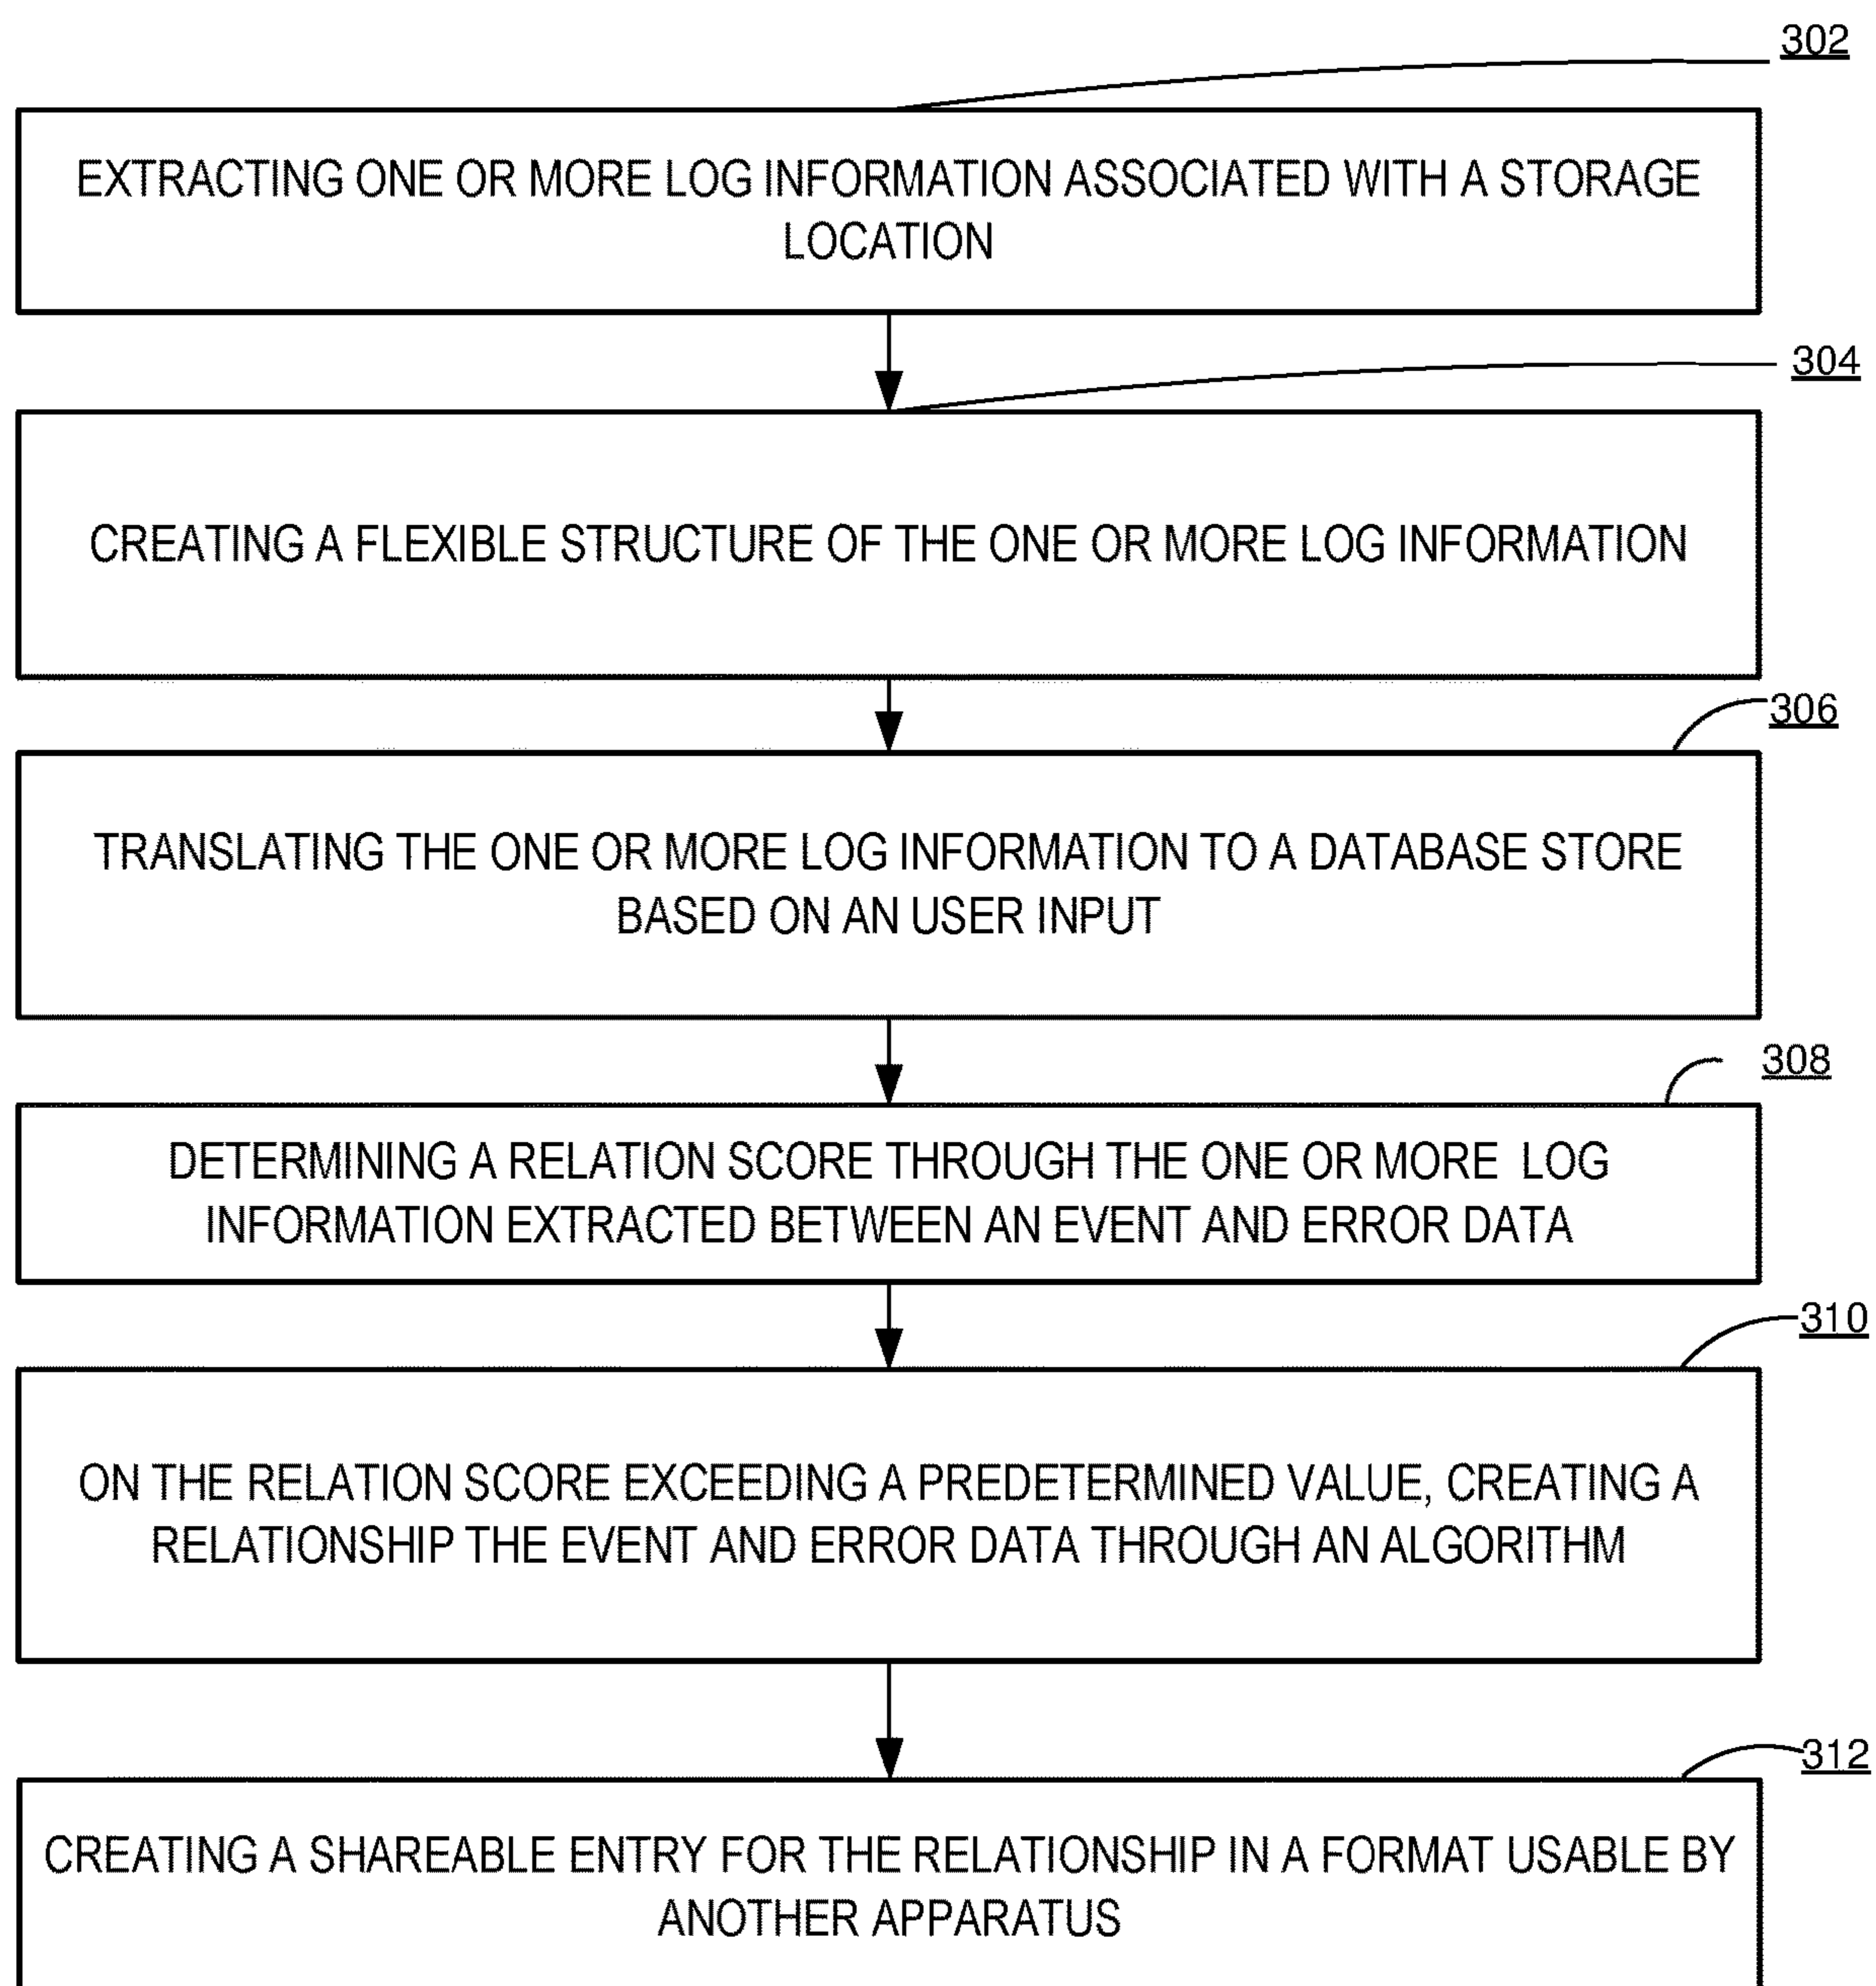 302
EXTRACTING ONE OR MORE LOG INFORMATION ASSOCIATED WITH A STORAGE
LOCATION
304
CREATING A FLEXIBLE STRUCTURE OF THE ONE OR MORE LOG INFORMATION
306
TRANSLATING THE ONE OR MORE LOG INFORMATION TO A DATABASE STORE
BASED ON AN USER INPUT
308
DETERMINING A RELATION SCORE THROUGH THE ONE OR MORE LOG
INFORMATION EXTRACTED BETWEEN AN EVENT AND ERROR DATA
310
ON THE RELATION SCORE EXCEEDING A PREDETERMINED VALUE, CREATING A
RELATIONSHIP THE EVENT AND ERROR DATA THROUGH AN ALGORITHM
312
CREATING A SHAREABLE ENTRY FOR THE RELATIONSHIP IN A FORMAT USABLE BY
ANOTHER APPARATUS